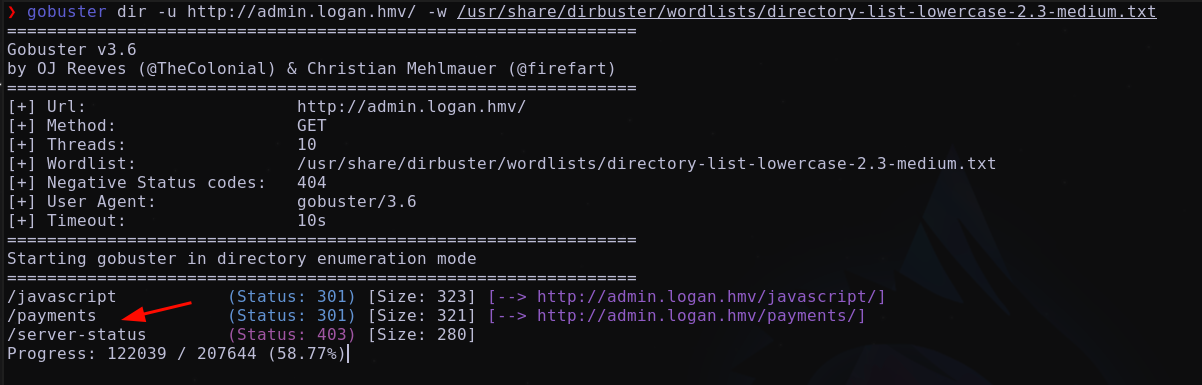 ❯ gobuster dir -u http://admin.logan.hmv/ -w /usr/share/dirbuster/wordlists/directory-list-lowercase-2.3-medium.txt
===============================================================
Gobuster v3.6
by OJ Reeves (@TheColonial) & Christian Mehlmauer (@firefart)
===============================================================
[+] Url:                     http://admin.logan.hmv/
[+] Method:                  GET
[+] Threads:                 10
[+] Wordlist:                /usr/share/dirbuster/wordlists/directory-list-lowercase-2.3-medium.txt
[+] Negative Status codes:   404
[+] User Agent:              gobuster/3.6
[+] Timeout:                 10s
===============================================================
Starting gobuster in directory enumeration mode
===============================================================
/javascript           (Status: 301) [Size: 323] [--> http://admin.logan.hmv/javascript/]
/payments             (Status: 301) [Size: 321] [--> http://admin.logan.hmv/payments/]
/server-status        (Status: 403) [Size: 280]
Progress: 122039 / 207644 (58.77%)